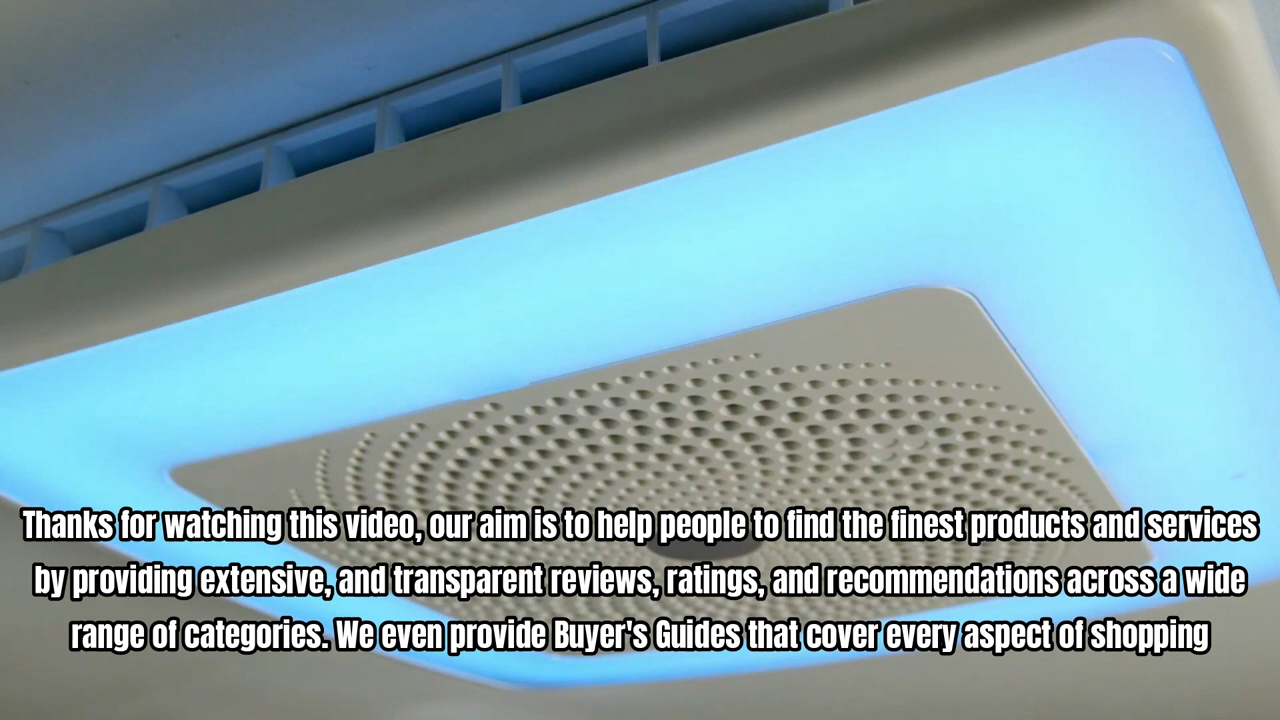 Thanks for watching this video, our aim is to help people to find the finest products and services
by providing extensive, and transparent reviews, ratings, and recommendations across a wide
range of categories. We even provide Buyer's Guides that cover every aspect of shopping